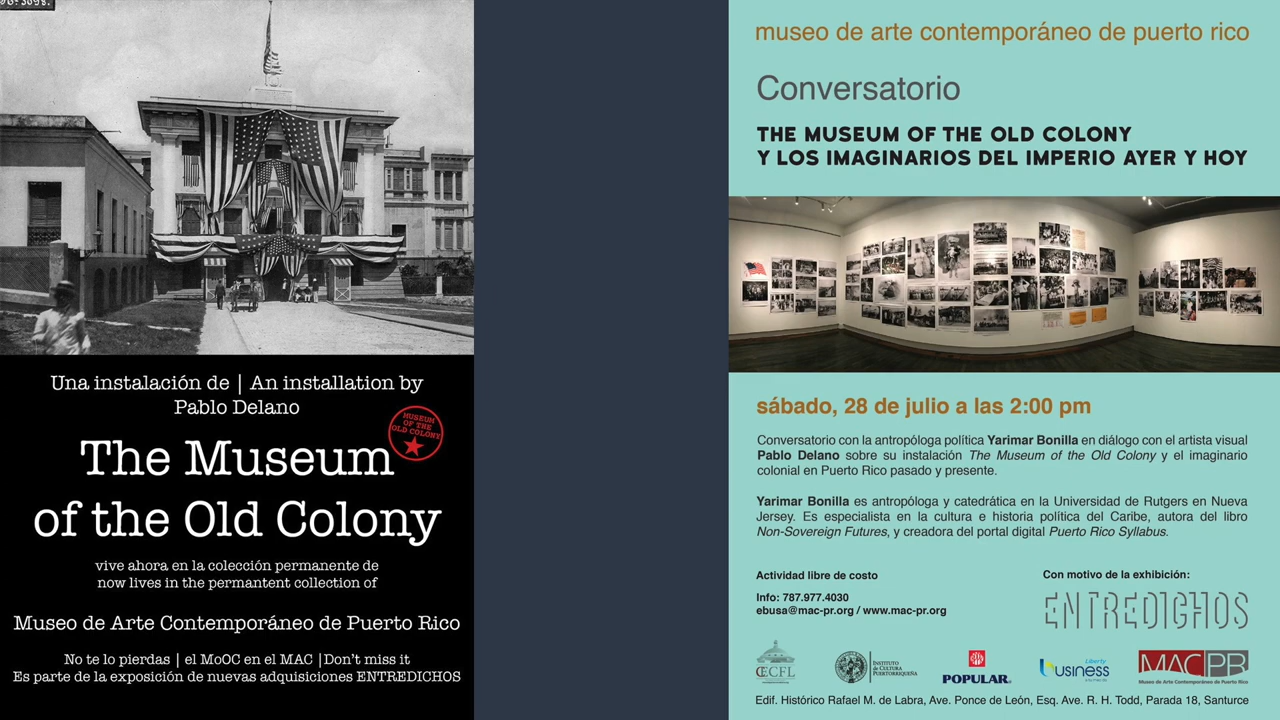 Una instalación de | An installation by
Pablo Delano
MUSEUM
OF THE
OLD COLONY
The Museum
of the Old Colony
vive ahora en la colección permanente de
now lives in the permantent collection of
Museo de Arte Contemporáneo de Puerto Rico
No te lo pierdas | el MoOC en el MAC |Don't miss it
Es parte de la exposición de nuevas adquisiciones ENTREDICHOS
museo de arte contemporáneo de puerto rico
Conversatorio
THE MUSEUM OF THE OLD COLONY
Y LOS IMAGINARIOS DEL IMPERIO AYER Y HOY
sábado, 28 de julio a las 2:00 pm
Conversatorio con la antropóloga política Yarimar Bonilla en diálogo con el artista visual
Pablo Delano sobre su instalación The Museum of the Old Colony y el imaginario
colonial en Puerto Rico pasado y presente.
Yarimar Bonilla es antropóloga y catedrática en la Universidad de Rutgers en Nueva
Jersey. Es especialista en la cultura e historia política del Caribe, autora del libro
Non-Sovereign Futures, y creadora del portal digital Puerto Rico Syllabus.
Actividad libre de costo
Info: 787.977.4030
ebusa@mac-pr.org / www.mac-pr.org
Con motivo de la exhibición:
ENTREDICHOS
CECFL
INSTITUTO
DE CULTURA
PUERTORRIQUEÑA
POPULAR
Liberty
business
MACPR
Museo de Arte Contemporáneo de Puerto Rico
Edif. Histórico Rafael M. de Labra, Ave. Ponce de León, Esq. Ave. R. H. Todd, Parada 18, Santurce